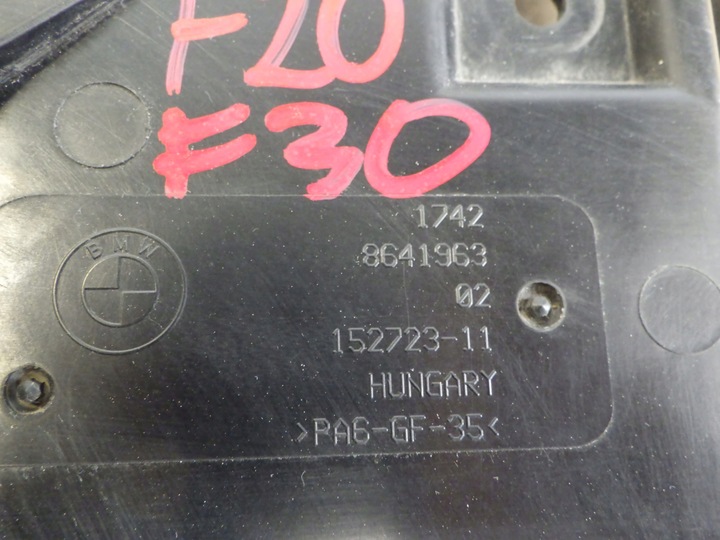 F20
F30
BMW
1742
8641963
02
152723-11
HUNGARY
>PA6-GF-35<